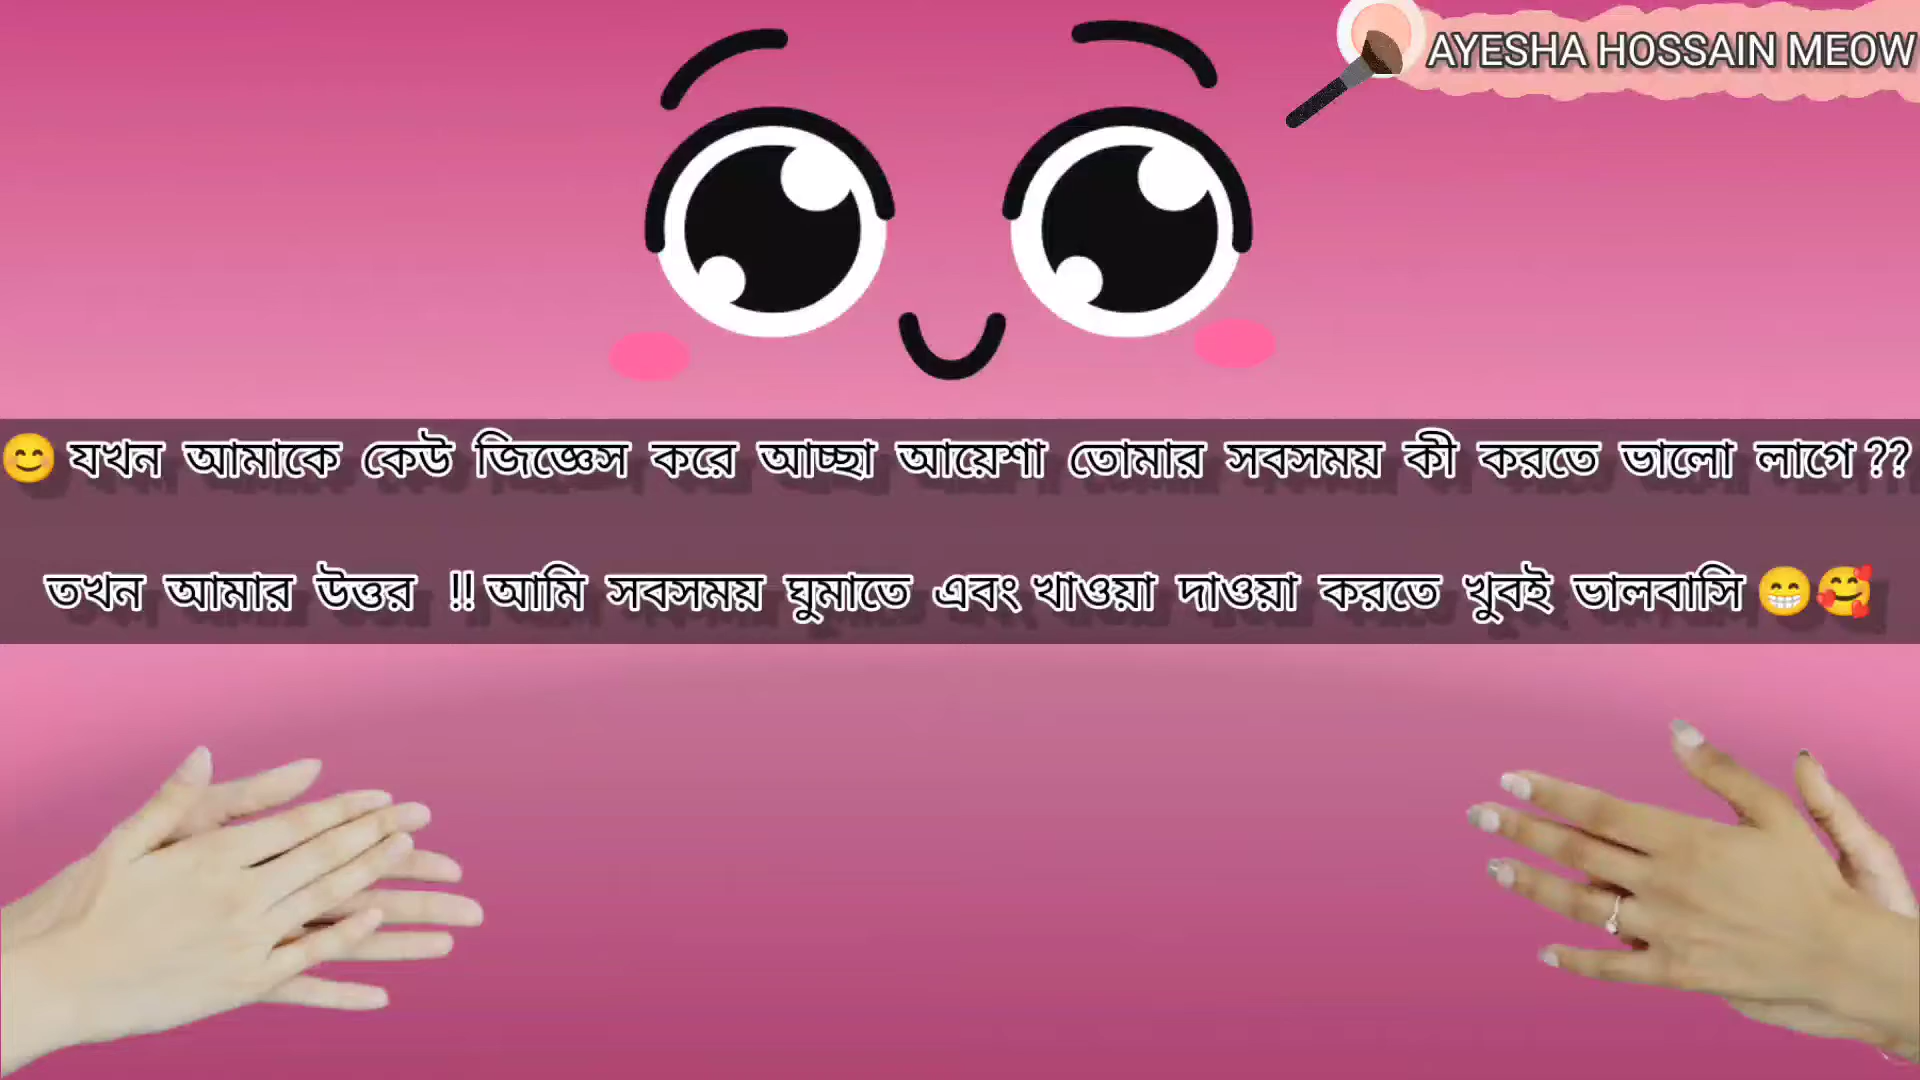 AYESHA HOSSAIN MEOW
😊 যখন আমাকে কেউ জিজ্ঞেস করে আচ্ছা আয়েশা তোমার সবসময় কী করতে ভালো লাগে ??
তখন আমার উত্তর !! আমি সবসময় ঘুমাতে এবং খাওয়া দাওয়া করতে খুবই ভালবাসি 😁🥰